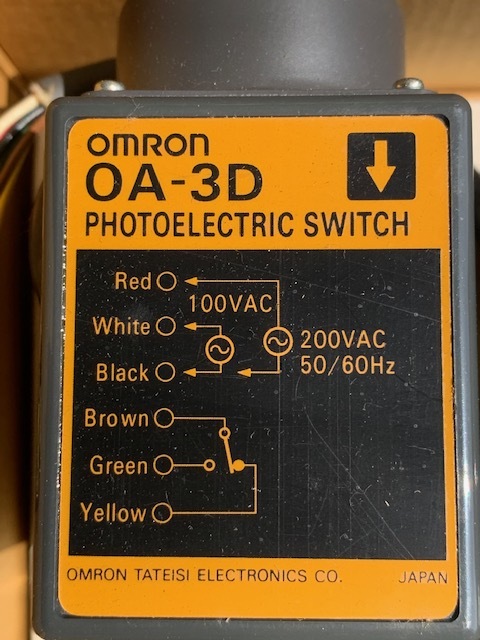 OMRON
OA-3D
PHOTOELECTRIC SWITCH
Red
100VAC
White
200VAC
50/60Hz
Black
Brown
Green
Yellow
OMRON TATEISI ELECTRONICS CO. JAPAN